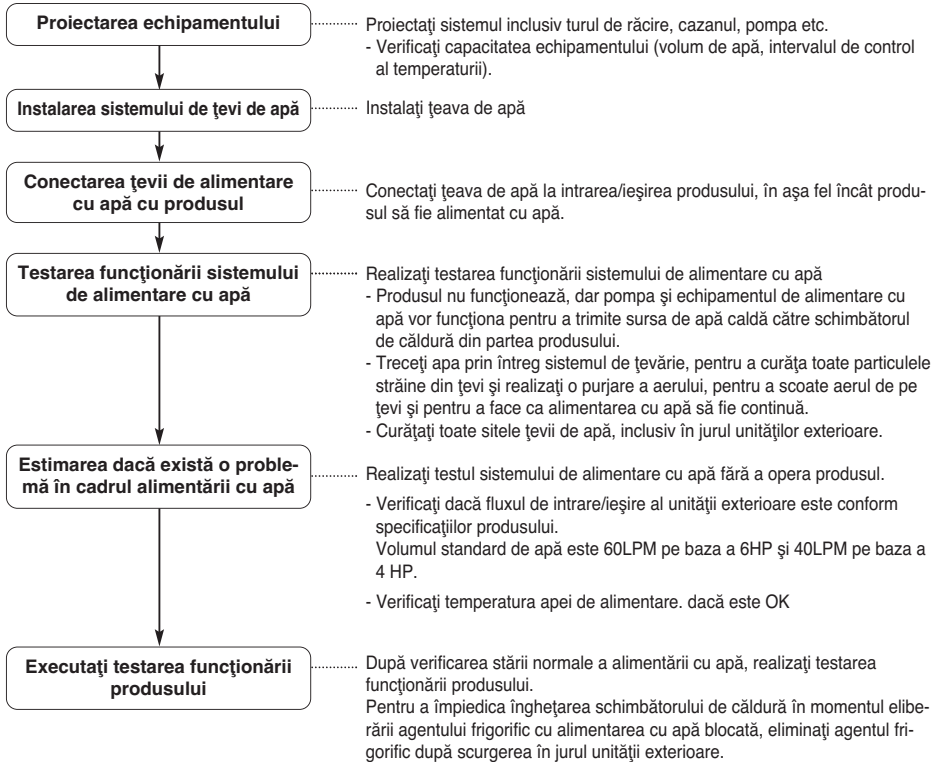 Proiectarea echipamentului
Proiectaţi sistemul inclusiv turul de răcire, cazanul, pompa etc.
- Verificaţi capacitatea echipamentului (volum de apă, intervalul de control
al temperaturii).
Instalarea sistemului de ţevi de apă
Instalaţi ţeava de apă
Conectarea ţevii de alimentare
cu apă cu produsul
Conectaţi ţeava de apă la intrarea/ieşirea produsului, în aşa fel încât produ-
sul să fie alimentat cu apă.
Testarea funcţionării sistemului
de alimentare cu apă
Realizaţi testarea funcţionării sistemului de alimentare cu apă
- Produsul nu funcţionează, dar pompa şi echipamentul de alimentare cu
apă vor funcţiona pentru a trimite sursa de apă caldă către schimbătorul
de căldură din partea produsului.
- Treceţi apa prin întreg sistemul de ţevărie, pentru a curăţa toate particulele
străine din ţevi şi realizaţi o purjare a aerului, pentru a scoate aerul de pe
ţevi şi pentru a face ca alimentarea cu apă să fie continuă.
- Curăţaţi toate sitele ţevii de apă, inclusiv în jurul unităţilor exterioare.
Estimarea dacă există o proble-
mă în cadrul alimentării cu apă
Realizaţi testul sistemului de alimentare cu apă fără a opera produsul.
- Verificaţi dacă fluxul de intrare/ieşire al unităţii exterioare este conform
specificaţiilor produsului.
Volumul standard de apă este 60LPM pe baza a 6HP şi 40LPM pe baza a
4 HP.
- Verificaţi temperatura apei de alimentare. dacă este OK
Executaţi testarea funcţionării
produsului
După verificarea stării normale a alimentării cu apă, realizaţi testarea
funcţionării produsului.
Pentru a împiedica îngheţarea schimbătorului de căldură în momentul elibe-
rării agentului frigorific cu alimentarea cu apă blocată, eliminaţi agentul fri-
gorific după scurgerea în jurul unităţii exterioare.